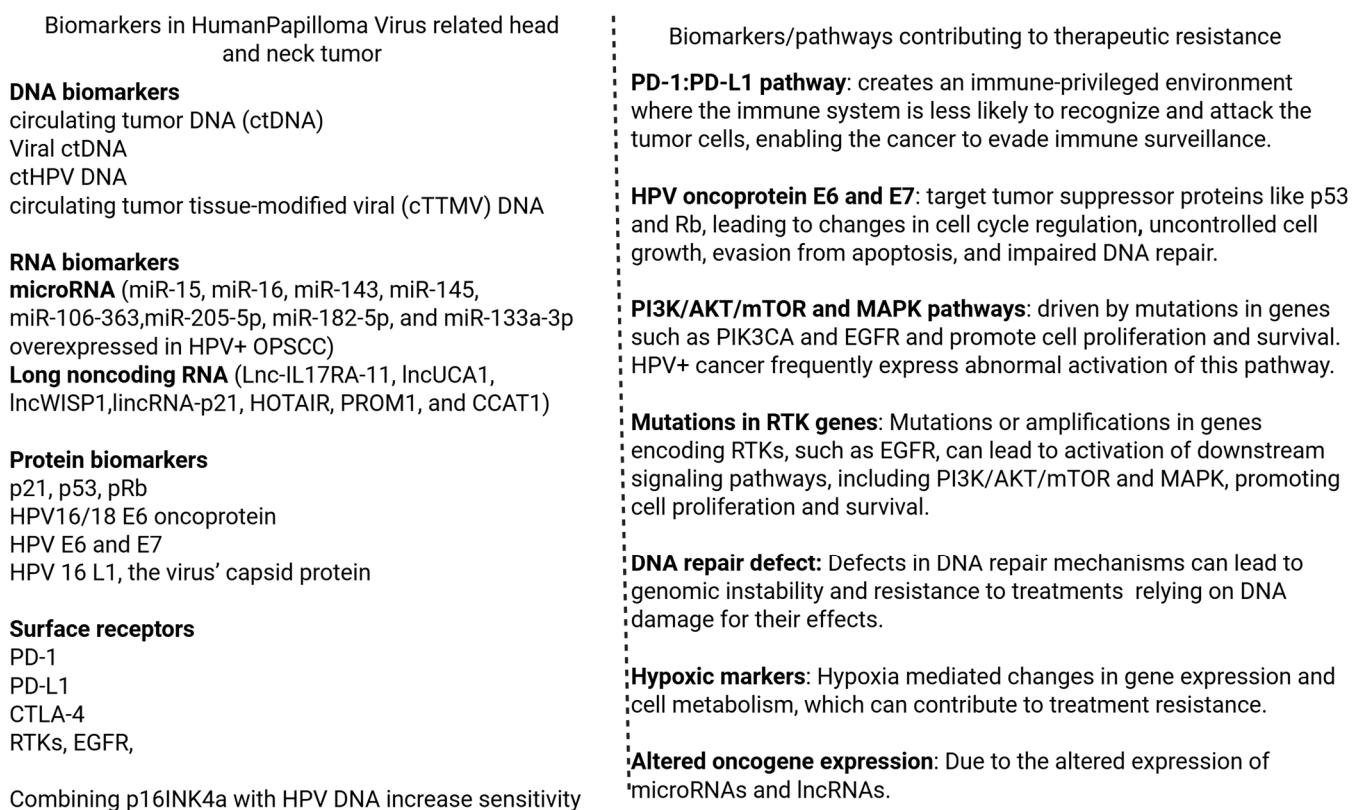 Biomarkers in HumanPapilloma Virus related head
and neck tumor
DNA biomarkers
circulating tumor DNA (ctDNA)
Viral ctDNA
ctHPV DNA
circulating tumor tissue-modified viral (cTTMV) DNA
RNA biomarkers
microRNA (miR-15, miR-16, miR-143, miR-145,
miR-106-363,miR-205-5p, miR-182-5p, and miR-133a-3p
overexpressed in HPV+ OPSCC)
Long noncoding RNA (Lnc-IL17RA-11, lncUCA1,
lncWISP1,lincRNA-p21, HOTAIR, PROM1, and CCAT1)
Protein biomarkers
p21, p53, pRb
HPV16/18 E6 oncoprotein
HPV E6 and E7
HPV 16 L1, the virus’ capsid protein
Surface receptors
PD-1
PD-L1
CTLA-4
RTKs, EGFR,
Combining p16INK4a with HPV DNA increase sensitivity
Biomarkers/pathways contributing to therapeutic resistance
PD-1:PD-L1 pathway: creates an immune-privileged environment
where the immune system is less likely to recognize and attack the
tumor cells, enabling the cancer to evade immune surveillance.
HPV oncoprotein E6 and E7: target tumor suppressor proteins like p53
and Rb, leading to changes in cell cycle regulation, uncontrolled cell
growth, evasion from apoptosis, and impaired DNA repair.
PI3K/AKT/mTOR and MAPK pathways: driven by mutations in genes
such as PIK3CA and EGFR and promote cell proliferation and survival.
HPV+ cancer frequently express abnormal activation of this pathway.
Mutations in RTK genes: Mutations or amplifications in genes
encoding RTKs, such as EGFR, can lead to activation of downstream
signaling pathways, including PI3K/AKT/mTOR and MAPK, promoting
cell proliferation and survival.
DNA repair defect: Defects in DNA repair mechanisms can lead to
genomic instability and resistance to treatments  relying on DNA
damage for their effects.
Hypoxic markers: Hypoxia mediated changes in gene expression and
cell metabolism, which can contribute to treatment resistance.
Altered oncogene expression: Due to the altered expression of
microRNAs and lncRNAs.